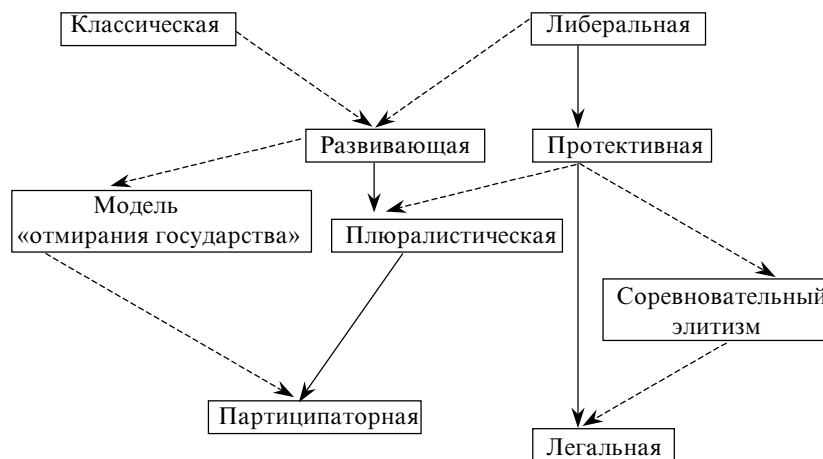 Классическая
Либеральная
Развивающая
Протективная
Модель
«отмирания государства»
Плюралистическая
Соревновательный
элитизм
Партиципаторная
Легальная